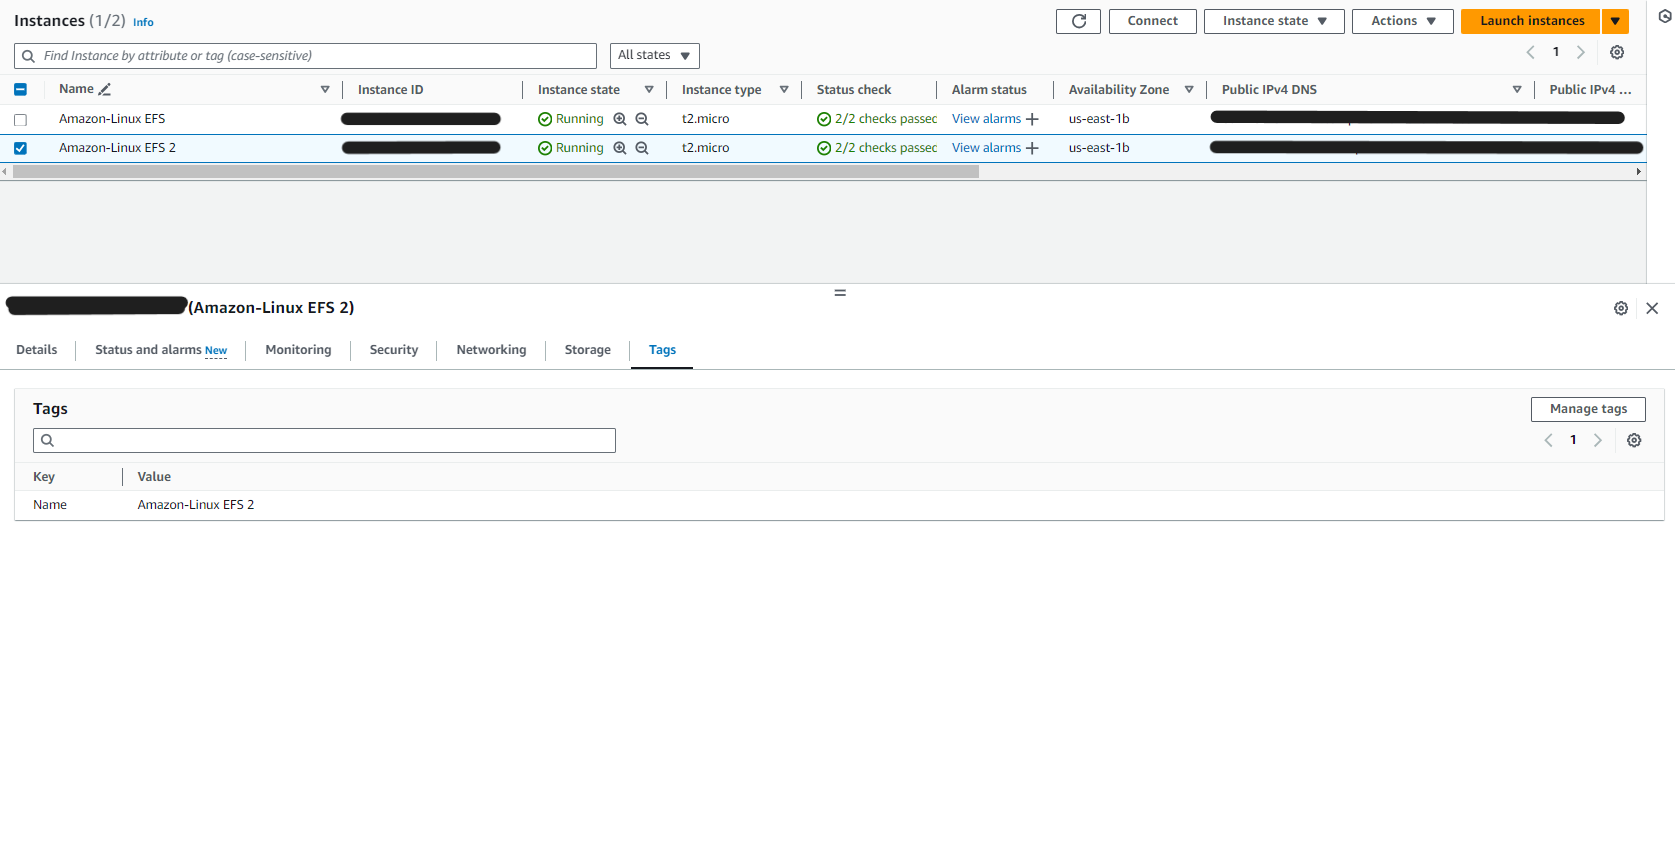 Instances (1/2) Info
Connect
Instance state
Actions
Launch instances
Find Instance by attribute or tag (case-sensitive)
All states
1
Name Instance ID Instance state Instance type Status check Alarm status Availability Zone Public IPv4 DNS Public IPv4 ...
Amazon-Linux EFS Running t2.micro 2/2 checks passec View alarms + us-east-1b
Amazon-Linux EFS 2 Running t2.micro 2/2 checks passec View alarms + us-east-1b
(Amazon-Linux EFS 2)
Details Status and alarms New Monitoring Security Networking Storage Tags
Tags
Manage tags
1
Key Value
Name Amazon-Linux EFS 2